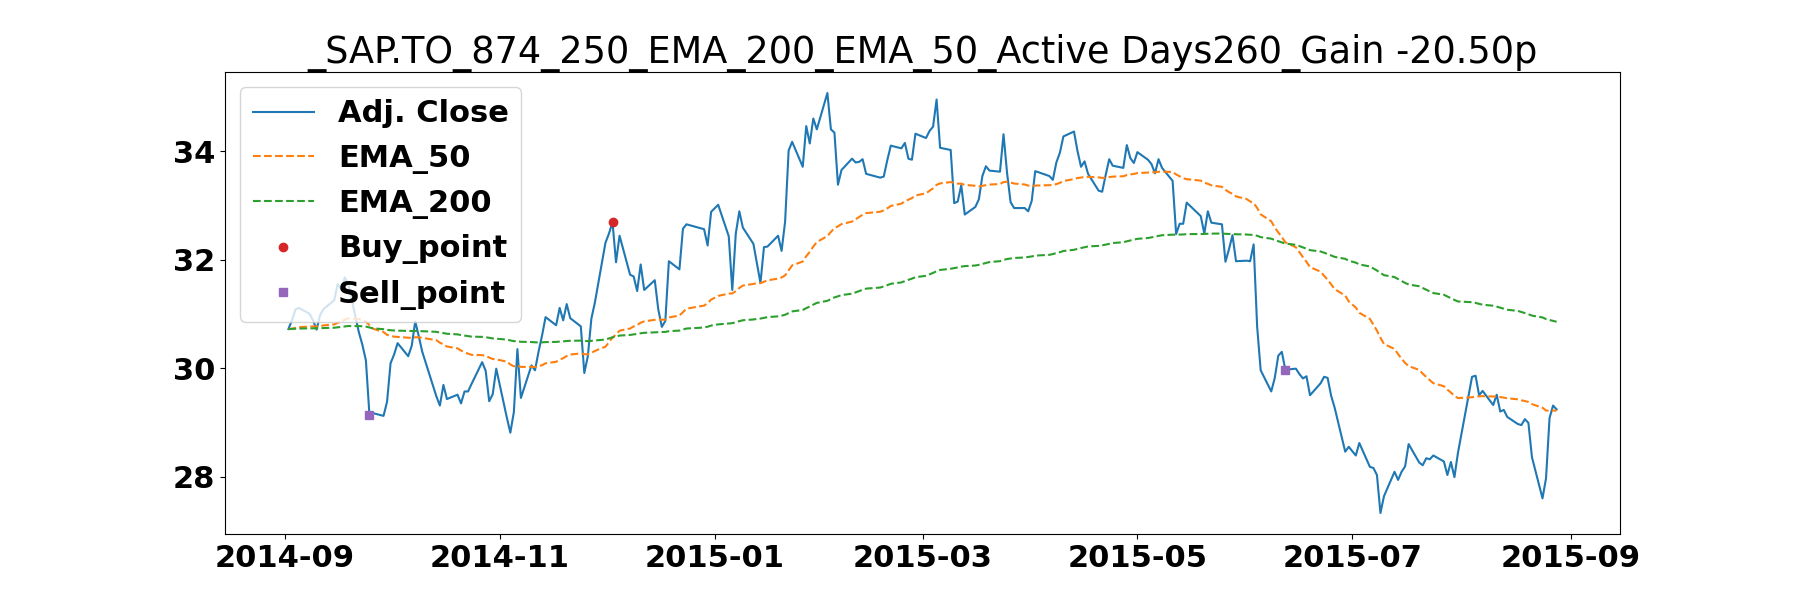 _SAP.TO_874_250_EMA_200_EMA_50_Active Days260_Gain -20.50p
Adj. Close
EMA_50
EMA_200
Buy_point
Sell_point
34
32
30
28
2014-09 2014-11 2015-01 2015-03 2015-05 2015-07 2015-09